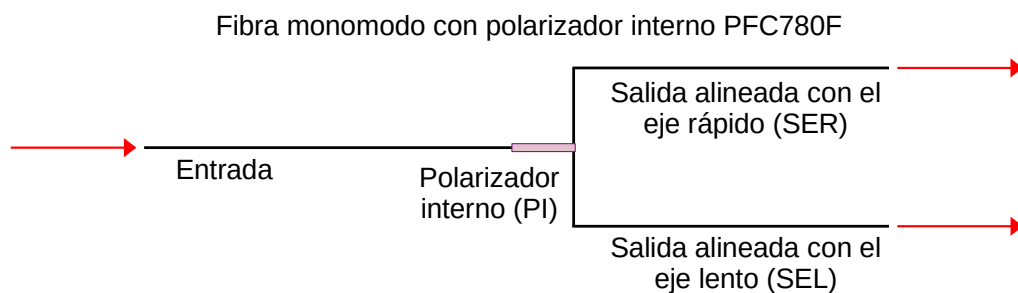 Fibra monomodo con polarizador interno PFC780F
Salida alineada con el
eje rápido (SER)
Entrada
Polarizador
interno (PI)
Salida alineada con el
eje lento (SEL)